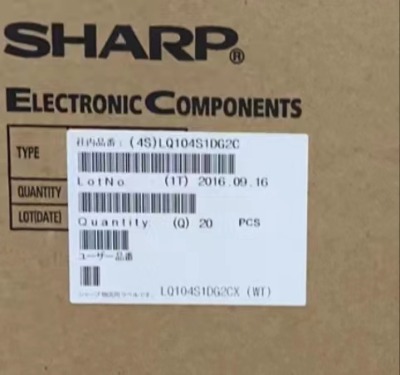 SHARP®
ELECTRONIC COMPONENTS
TYPE
社内品番: (4S)LQ104S1DG2C
LotNo (1T) 2016.09.16
QUANTITY
LOT(DATE)
Quantity (Q) 20 PCS
ユーザー品番
LQ104S1DG2CX (WT)